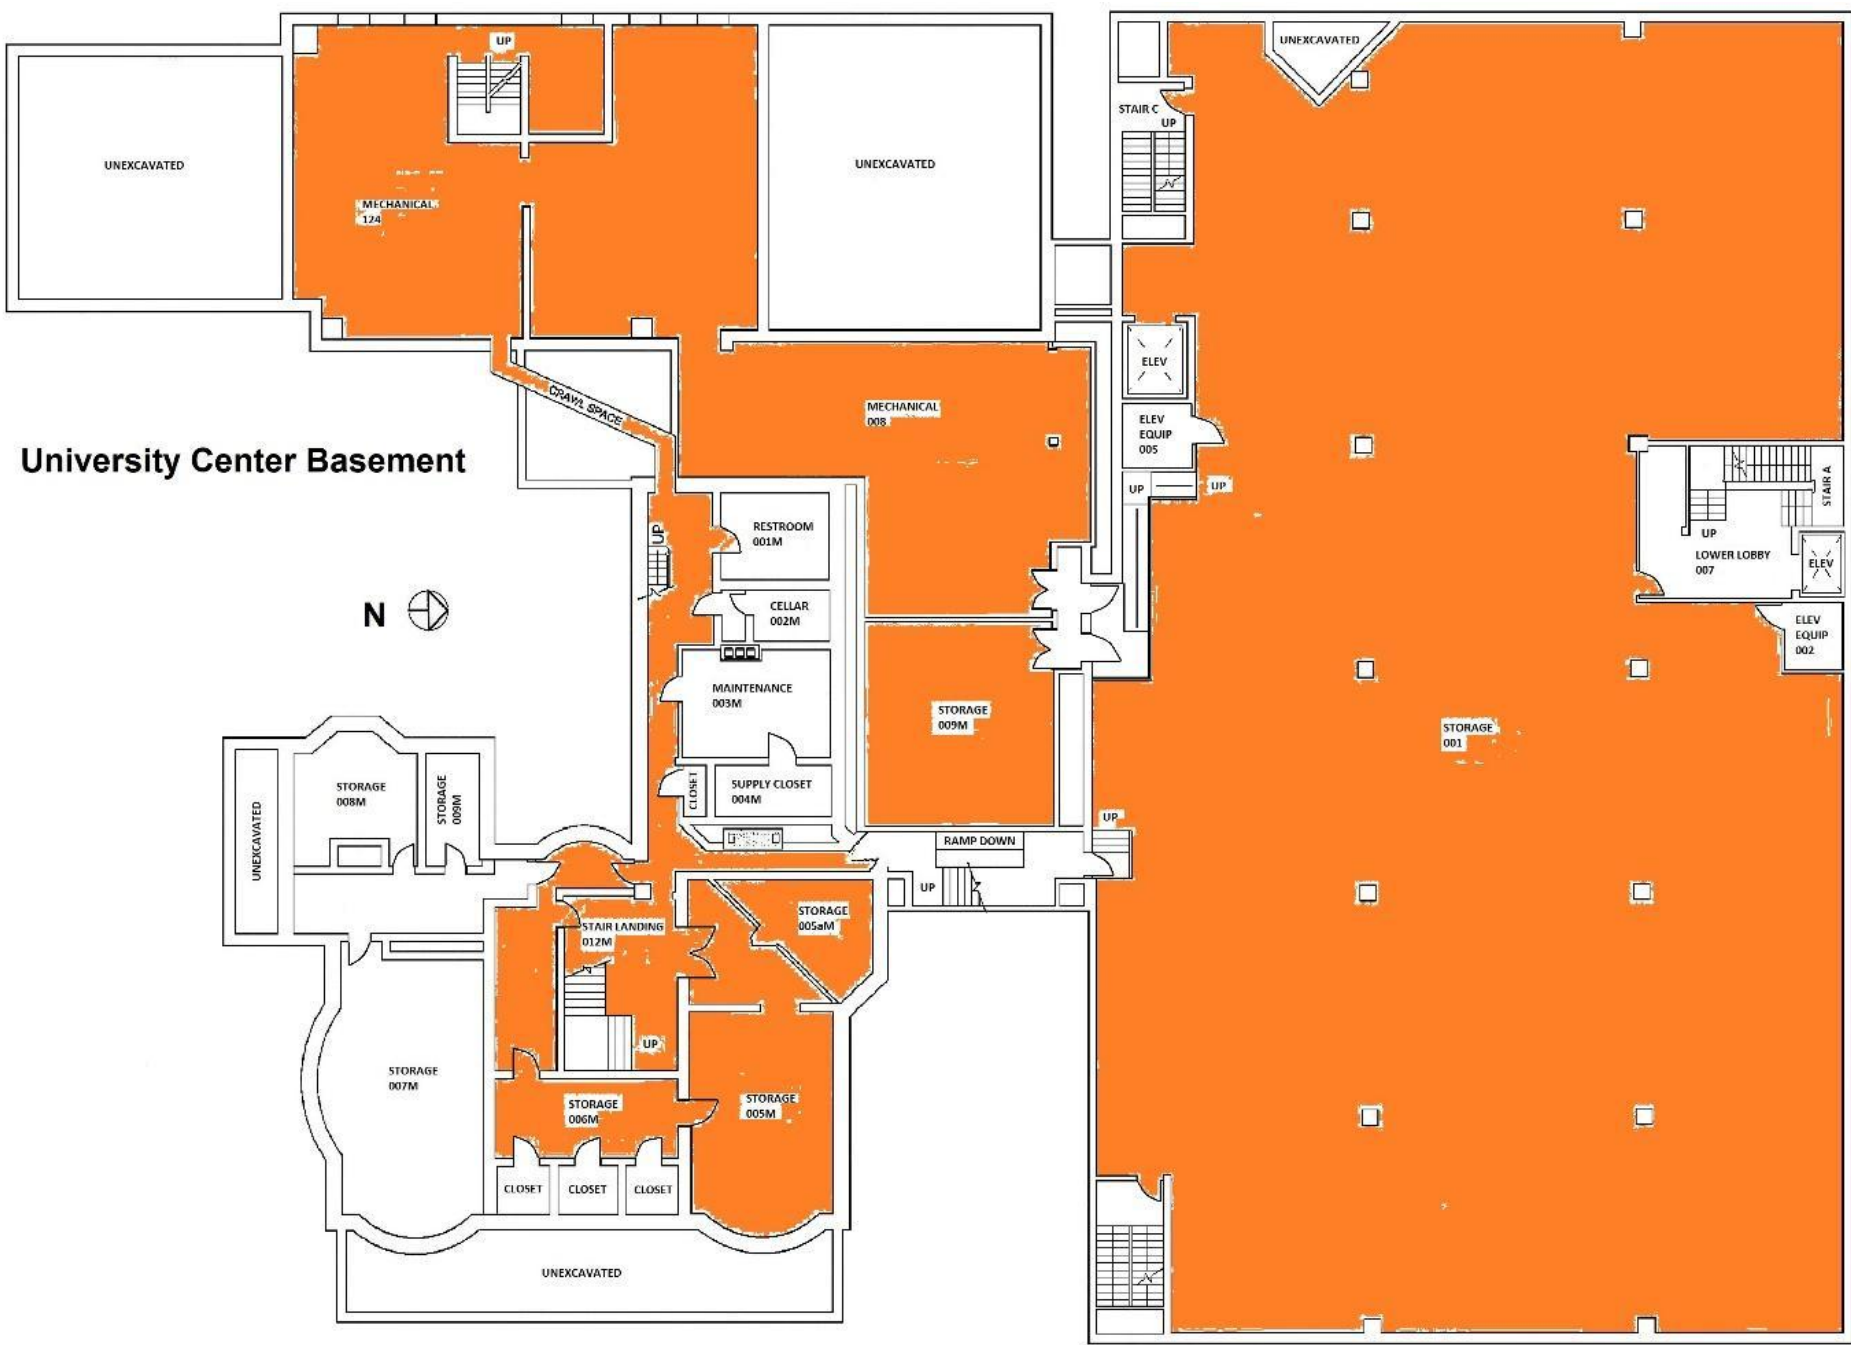 UP
UNEXCAVATED
STAIR C
UP
UNEXCAVATED
UNEXCAVATED
MECHANICAL
124
ELEV
CRAWL SPACE
MECHANICAL
008
ELEV
EQUIP
005
University Center Basement
UP
UP
STAIR A
RESTROOM
001M
UP
UP
LOWER LOBBY
007
ELEV
N
CELLAR
002M
ELEV
EQUIP
002
MAINTENANCE
003M
STORAGE
009M
STORAGE
001
STORAGE
008M
STORAGE
009M
CLOSET
SUPPLY CLOSET
004M
UNEXCAVATED
UP
RAMP DOWN
UP
STORAGE
005aM
STAIR LANDING
012M
UP
STORAGE
007M
STORAGE
006M
STORAGE
005M
CLOSET
CLOSET
CLOSET
UNEXCAVATED